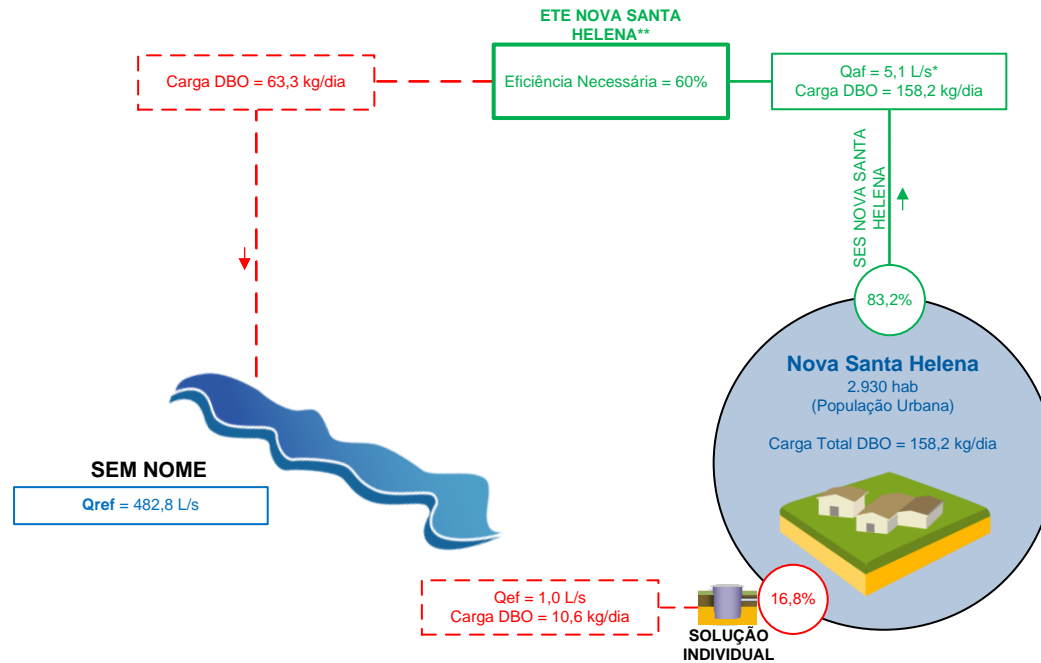 ETE NOVA SANTA
HELENA**
Carga DBO = 63,3 kg/dia
Eficiência Necessária = 60%
Qaf = 5,1 L/s*
Carga DBO = 158,2 kg/dia
SES NOVA SANTA
HELENA
83,2%
Nova Santa Helena
2.930 hab
(População Urbana)
Carga Total DBO = 158,2 kg/dia
SEM NOME
Qref = 482,8 L/s
Qef = 1,0 L/s
Carga DBO = 10,6 kg/dia
16,8%
SOLUÇÃO
INDIVIDUAL